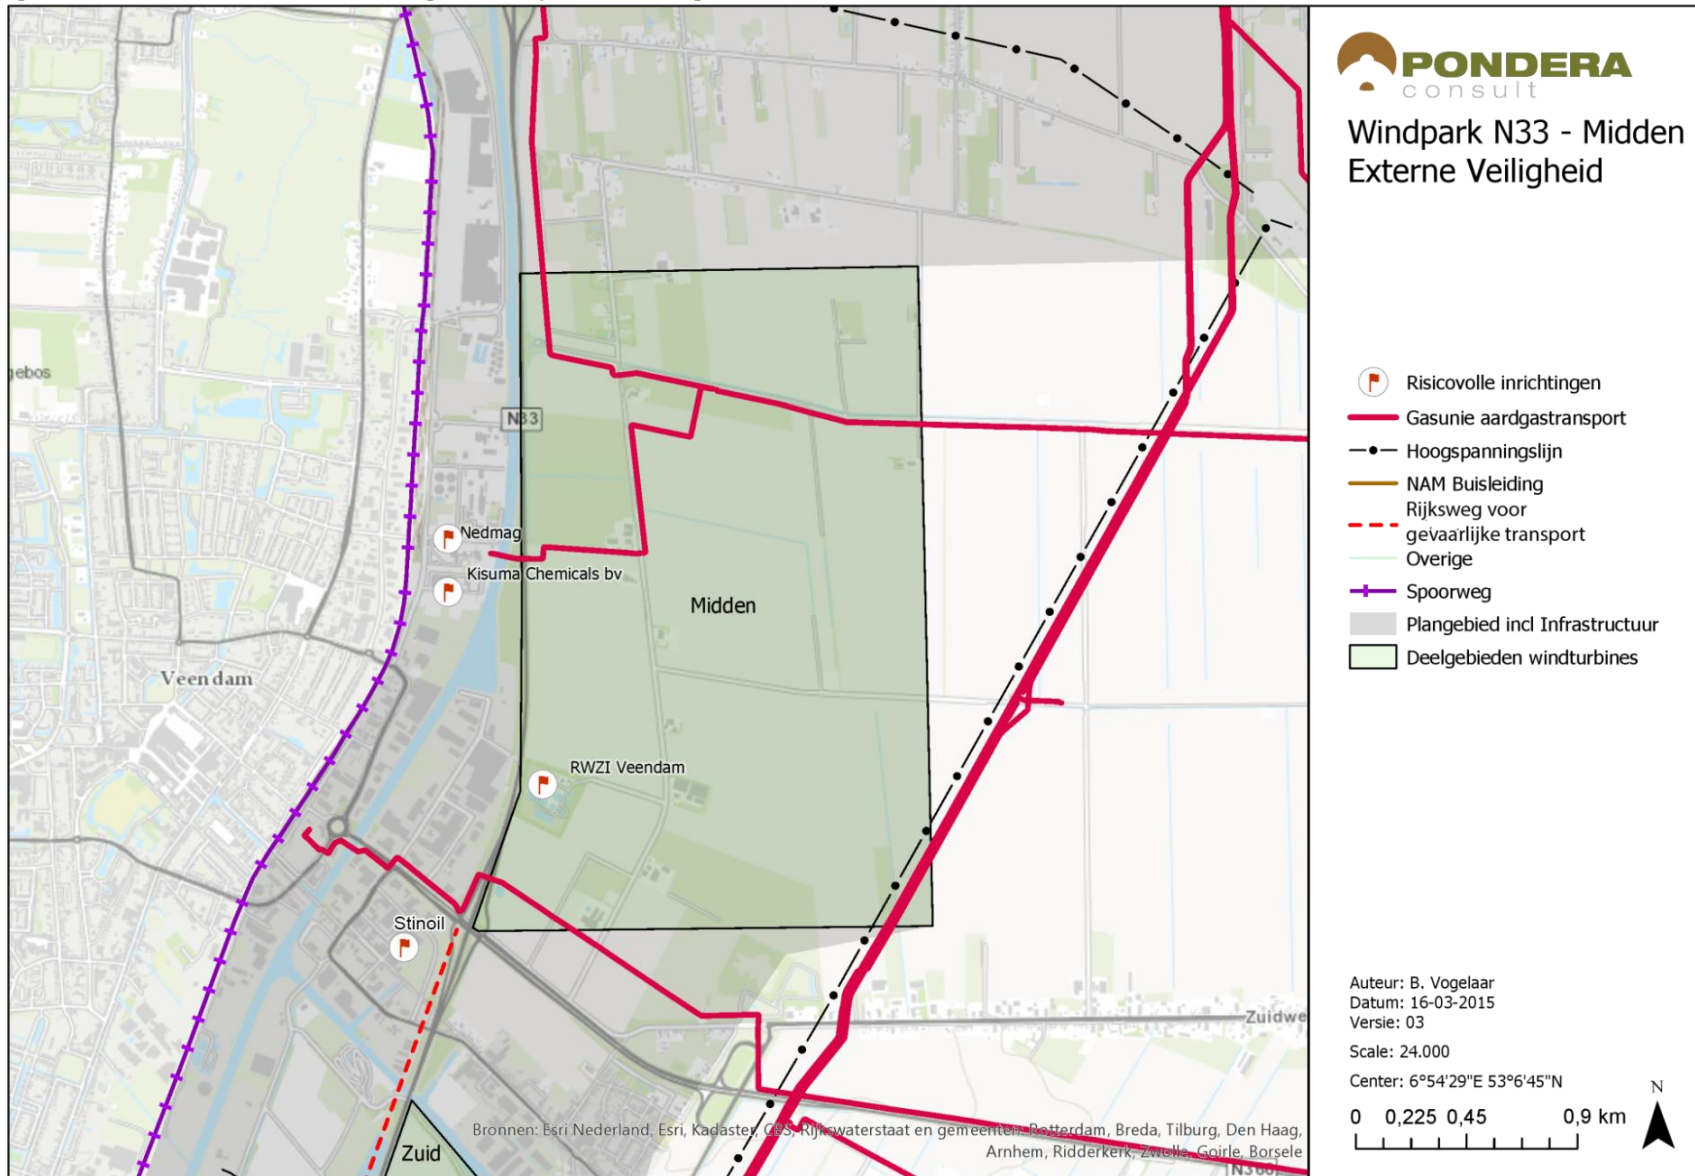 PONDERA
consult
Windpark N33 - Midden
Externe Veiligheid
Risicovolle inrichtingen
Gasunie aardgastransport
Hoogspanningslijn
NAM Buisleiding
Rijksweg voor
gevaarlijke transport
Overige
Spoorweg
Plangebied incl Infrastructuur
Deelgebieden windturbines
gebos
N33
Nedmag
Kisuma Chemicals bv
Midden
Veendam
RWZI Veendam
Stinoil
Zuidwe
Zuid
N366
Bronnen: Esri Nederland, Esri, Kadaster, CBS, Rijkswaterstaat en gemeenten: Rotterdam, Breda, Tilburg, Den Haag,
Arnhem, Ridderkerk, Zwolle, Goirle, Borsele
Auteur: B. Vogelaar
Datum: 16-03-2015
Versie: 03
Scale: 24.000
Center: 6°54'29"E 53°6'45"N
N
0 0,225 0,45 0,9 km